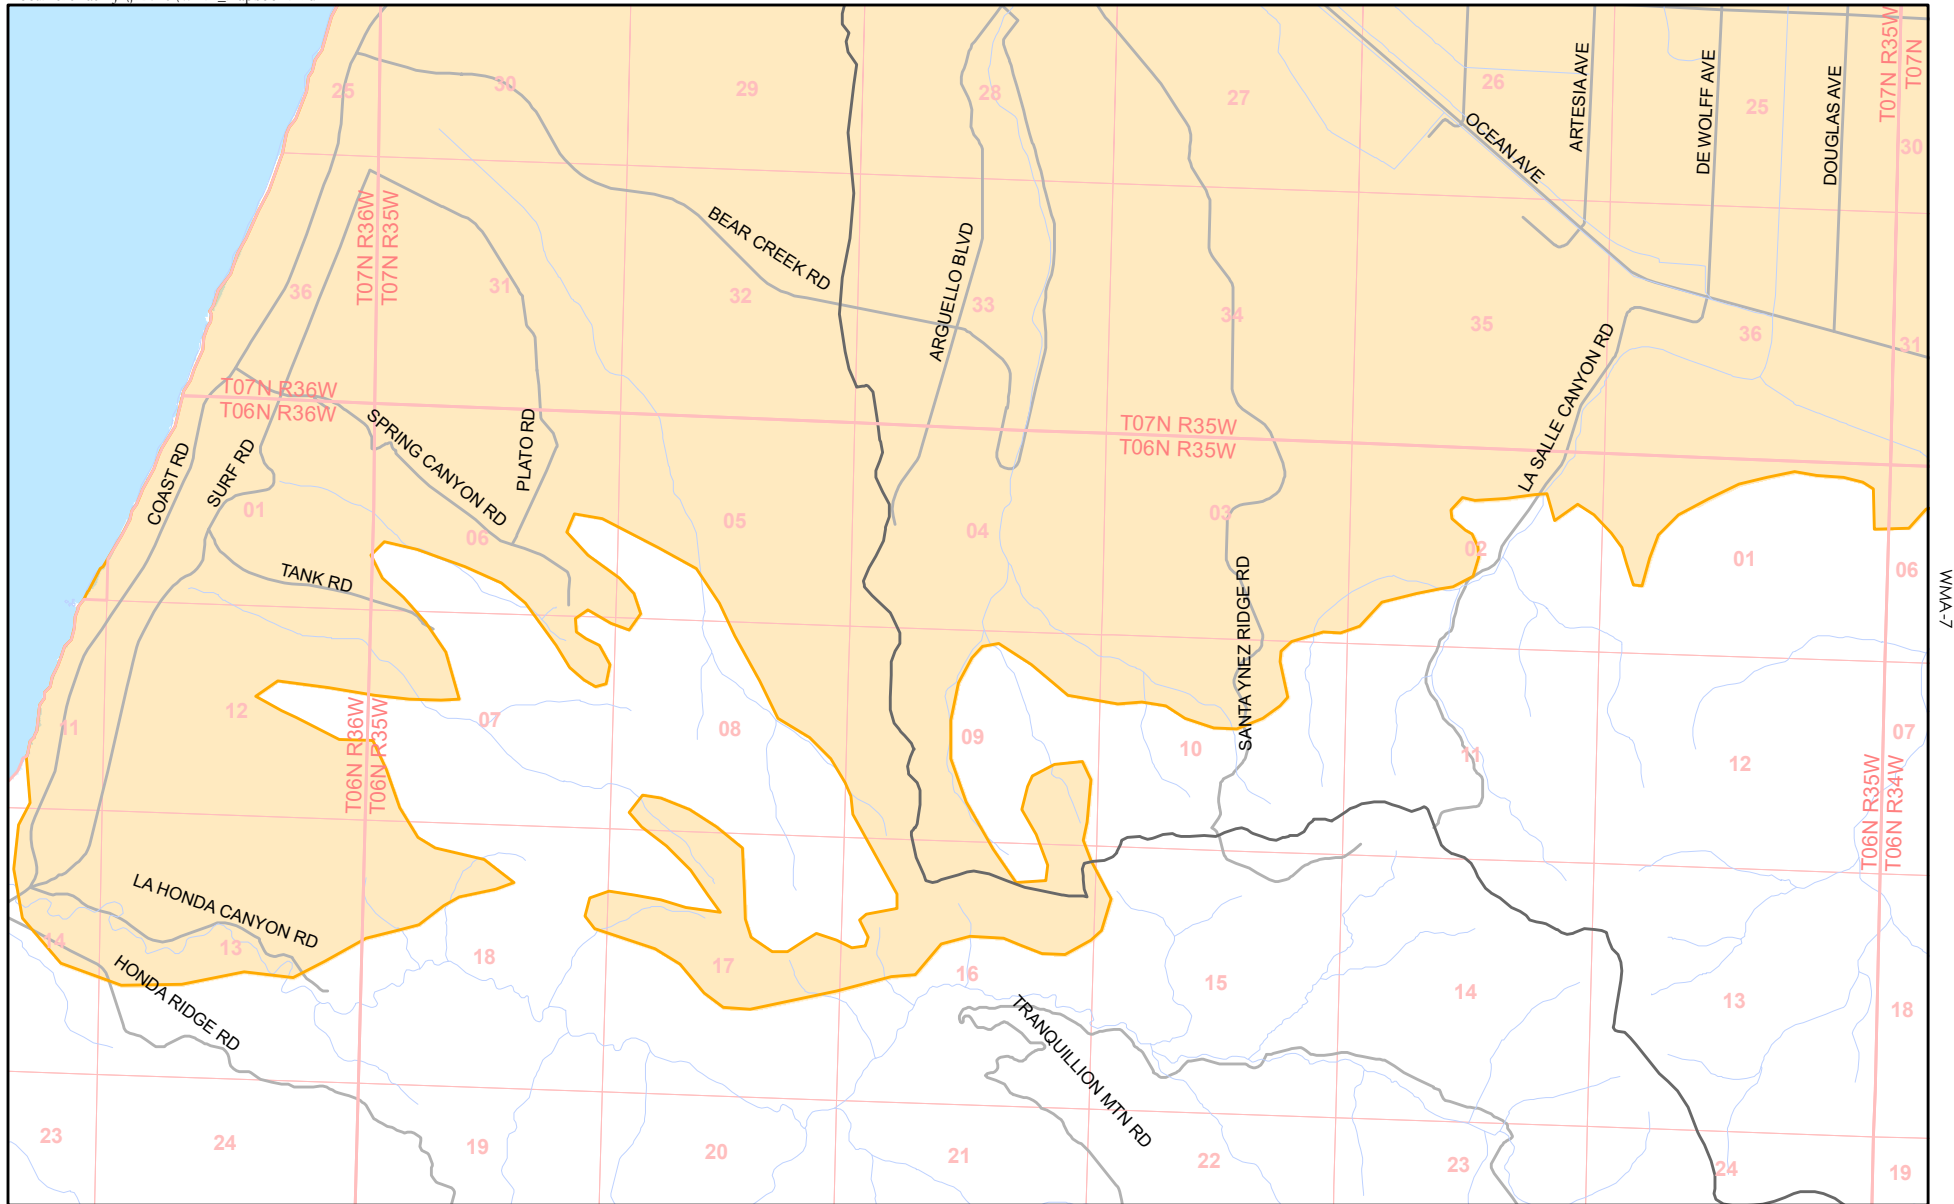 25
30
29
28
27
26
25
30
T07N R35W
T07N
ARTESIA AVE
DE WOLFF AVE
DOUGLAS AVE
OCEAN AVE
T07N R36W
T07N R35W
BEAR CREEK RD
ARGUELLO BLVD
36
31
32
33
34
35
36
31
LA SALLE CANYON RD
T07N R36W
T06N R36W
T07N R35W
T06N R35W
COAST RD
SURF RD
SPRING CANYON RD
PLATO RD
01
06
05
04
03
02
01
06
TANK RD
SANTA YNEZ RIDGE RD
WMA-7
11
12
07
08
09
10
11
12
07
T06N R36W
T06N R35W
T06N R35W
T06N R34W
LA HONDA CANYON RD
14
13
18
17
16
15
14
13
18
HONDA RIDGE RD
TRANQUILLION MTN RD
23
24
19
20
21
22
23
24
19